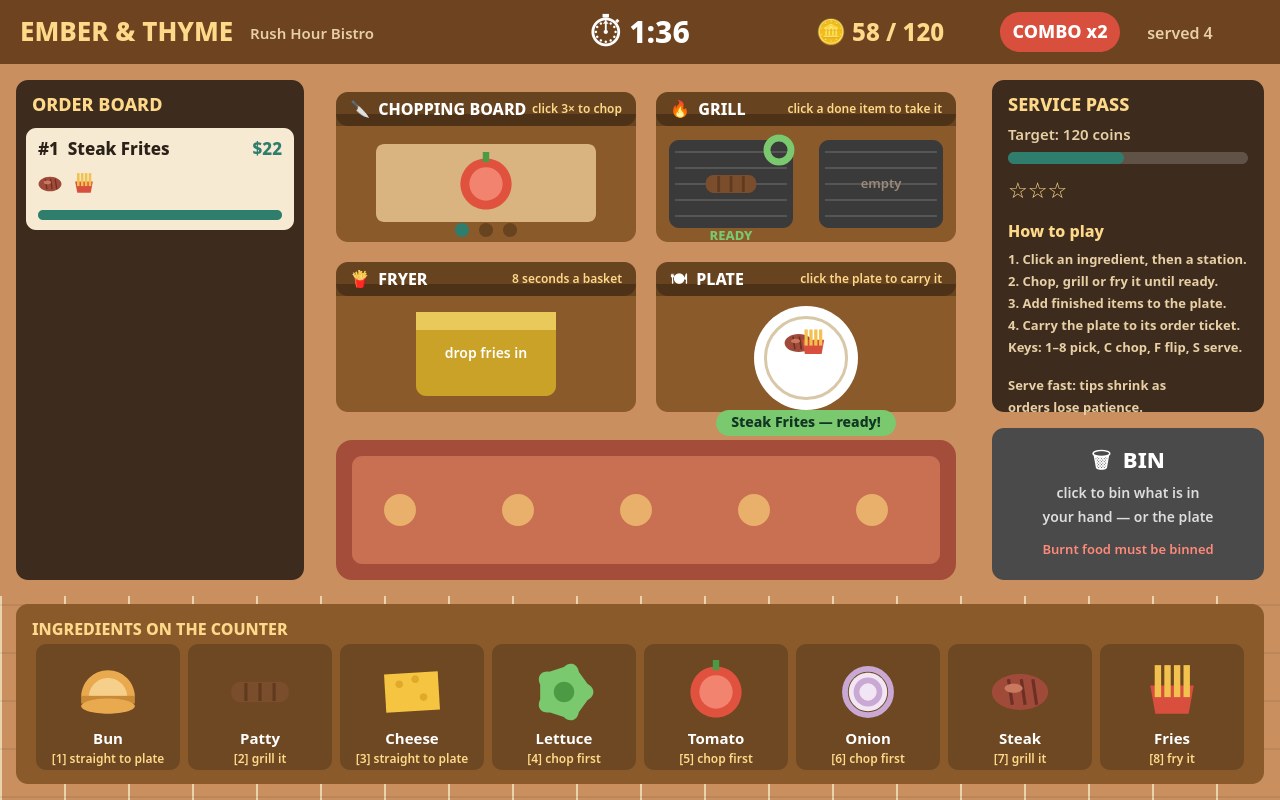 EMBER & THYME Rush Hour Bistro 1:36 58 / 120 COMBO x2 served 4
ORDER BOARD
#1 Steak Frites $22
CHOPPING BOARD click 3× to chop
GRILL click a done item to take it
empty
READY
FRYER 8 seconds a basket
drop fries in
PLATE click the plate to carry it
Steak Frites — ready!
SERVICE PASS
Target: 120 coins
☆☆☆
How to play
1. Click an ingredient, then a station.
2. Chop, grill or fry it until ready.
3. Add finished items to the plate.
4. Carry the plate to its order ticket.
Keys: 1–8 pick, C chop, F flip, S serve.
Serve fast: tips shrink as
orders lose patience.
BIN
click to bin what is in
your hand — or the plate
Burnt food must be binned
INGREDIENTS ON THE COUNTER
Bun
[1] straight to plate
Patty
[2] grill it
Cheese
[3] straight to plate
Lettuce
[4] chop first
Tomato
[5] chop first
Onion
[6] chop first
Steak
[7] grill it
Fries
[8] fry it